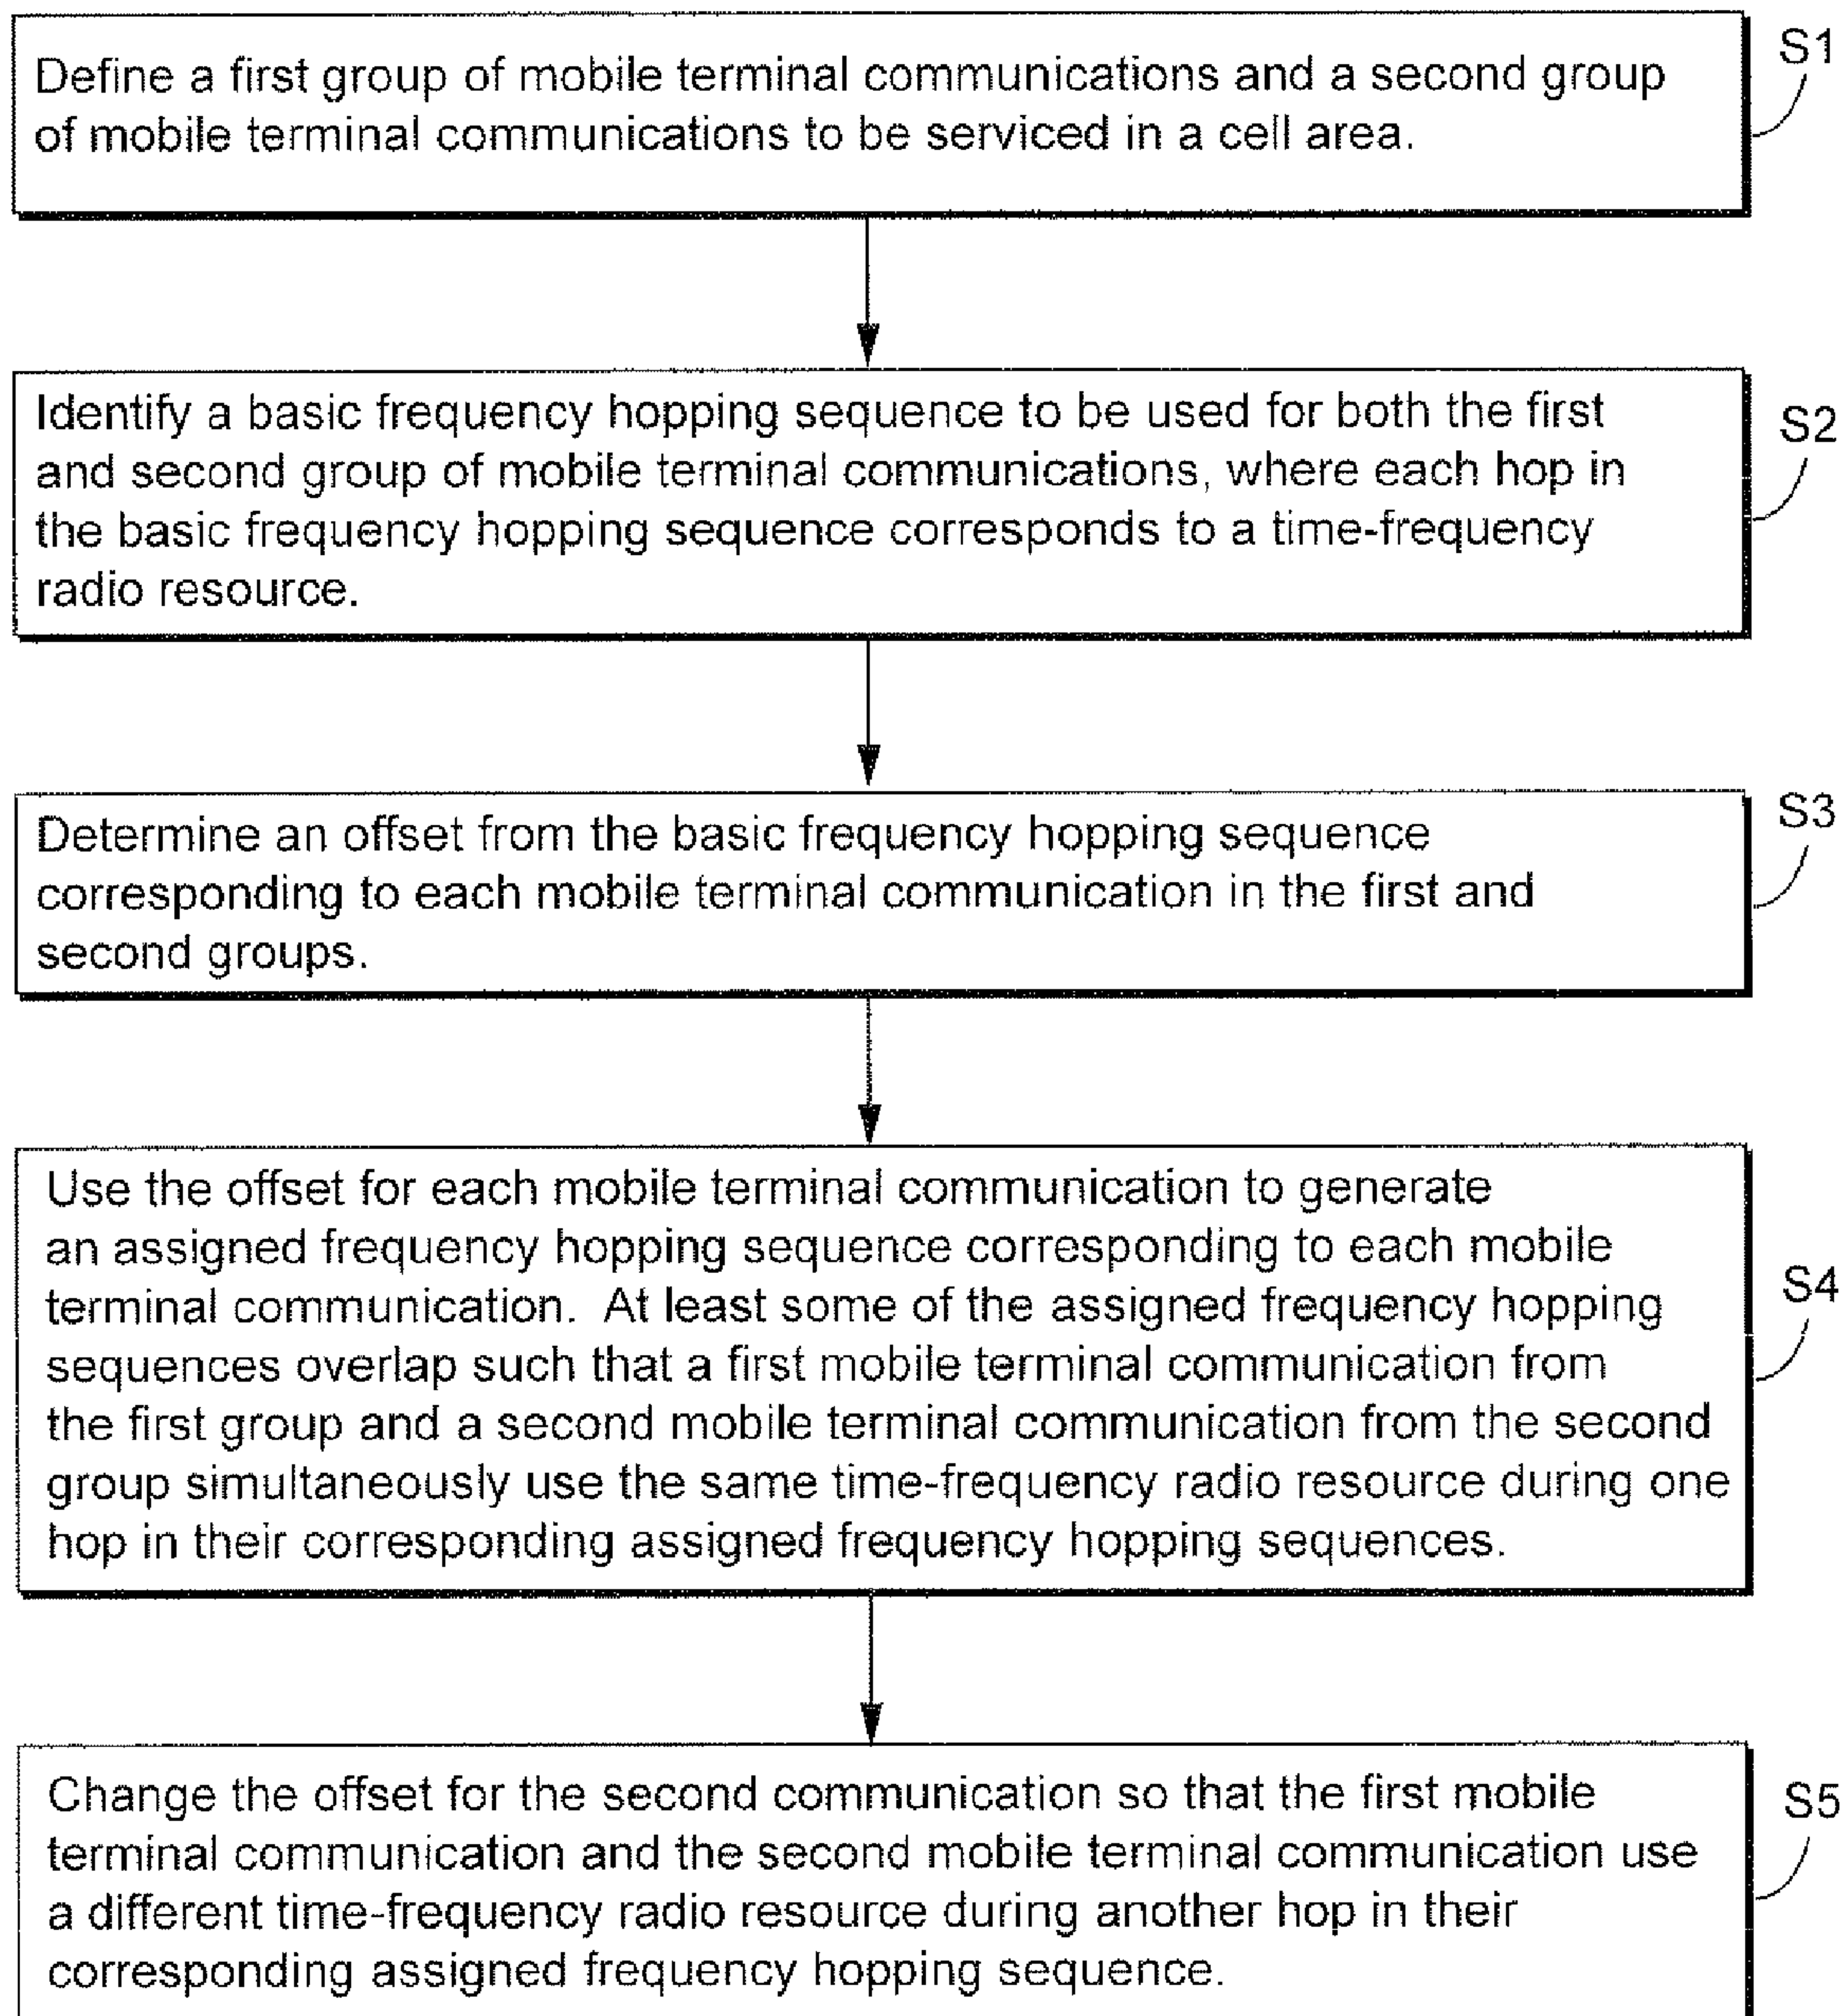 S1
Define a first group of mobile terminal communications and a second group
of mobile terminal communications to be serviced in a cell area.
S2
Identify a basic frequency hopping sequence to be used for both the first
and second group of mobile terminal communications, where each hop in
the basic frequency hopping sequence corresponds to a time-frequency
radio resource.
S3
Determine an offset from the basic frequency hopping sequence
corresponding to each mobile terminal communication in the first and
second groups.
S4
Use the offset for each mobile terminal communication to generate
an assigned frequency hopping sequence corresponding to each mobile
terminal communication. At least some of the assigned frequency hopping
sequences overlap such that a first mobile terminal communication from
the first group and a second mobile terminal communication from the second
group simultaneously use the same time-frequency radio resource during one
hop in their corresponding assigned frequency hopping sequences.
S5
Change the offset for the second communication so that the first mobile
terminal communication and the second mobile terminal communication use
a different time-frequency radio resource during another hop in their
corresponding assigned frequency hopping sequence.